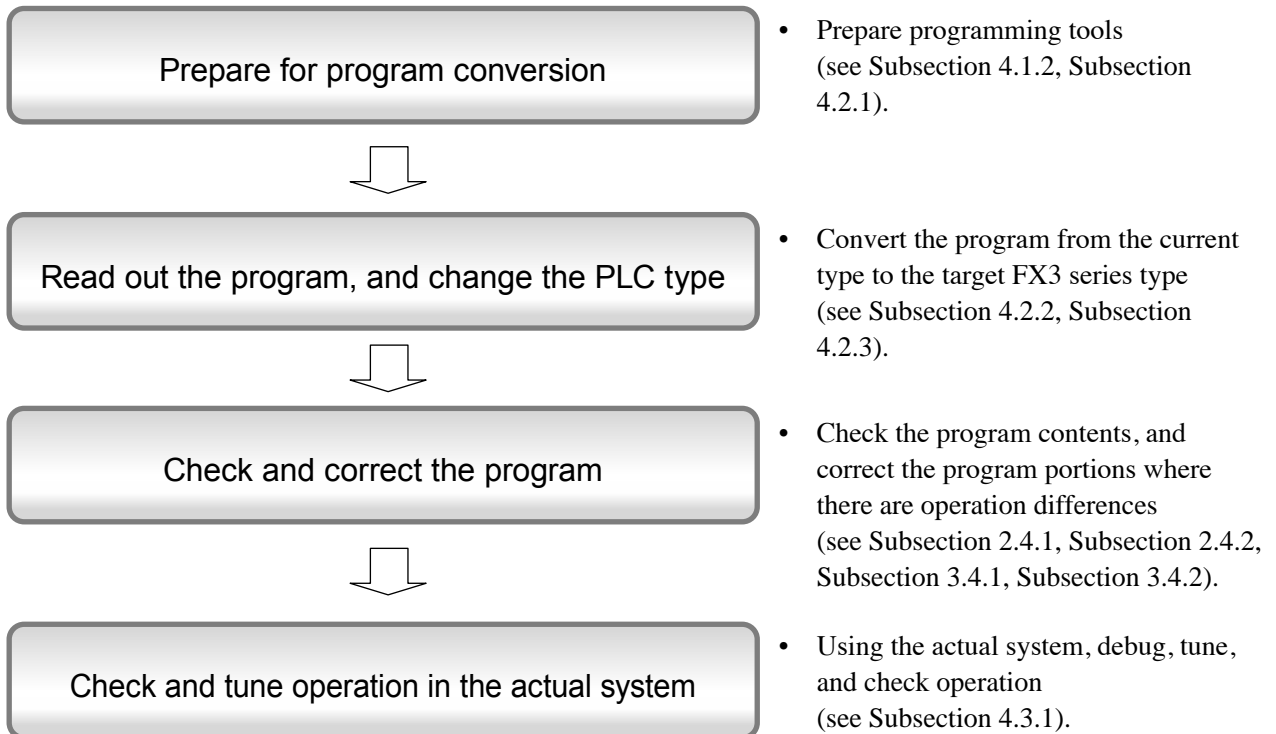 Prepare for program conversion
• Prepare programming tools
(see Subsection 4.1.2, Subsection
4.2.1).
Read out the program, and change the PLC type
• Convert the program from the current
type to the target FX3 series type
(see Subsection 4.2.2, Subsection
4.2.3).
Check and correct the program
• Check the program contents, and
correct the program portions where
there are operation differences
(see Subsection 2.4.1, Subsection 2.4.2,
Subsection 3.4.1, Subsection 3.4.2).
Check and tune operation in the actual system
• Using the actual system, debug, tune,
and check operation
(see Subsection 4.3.1).